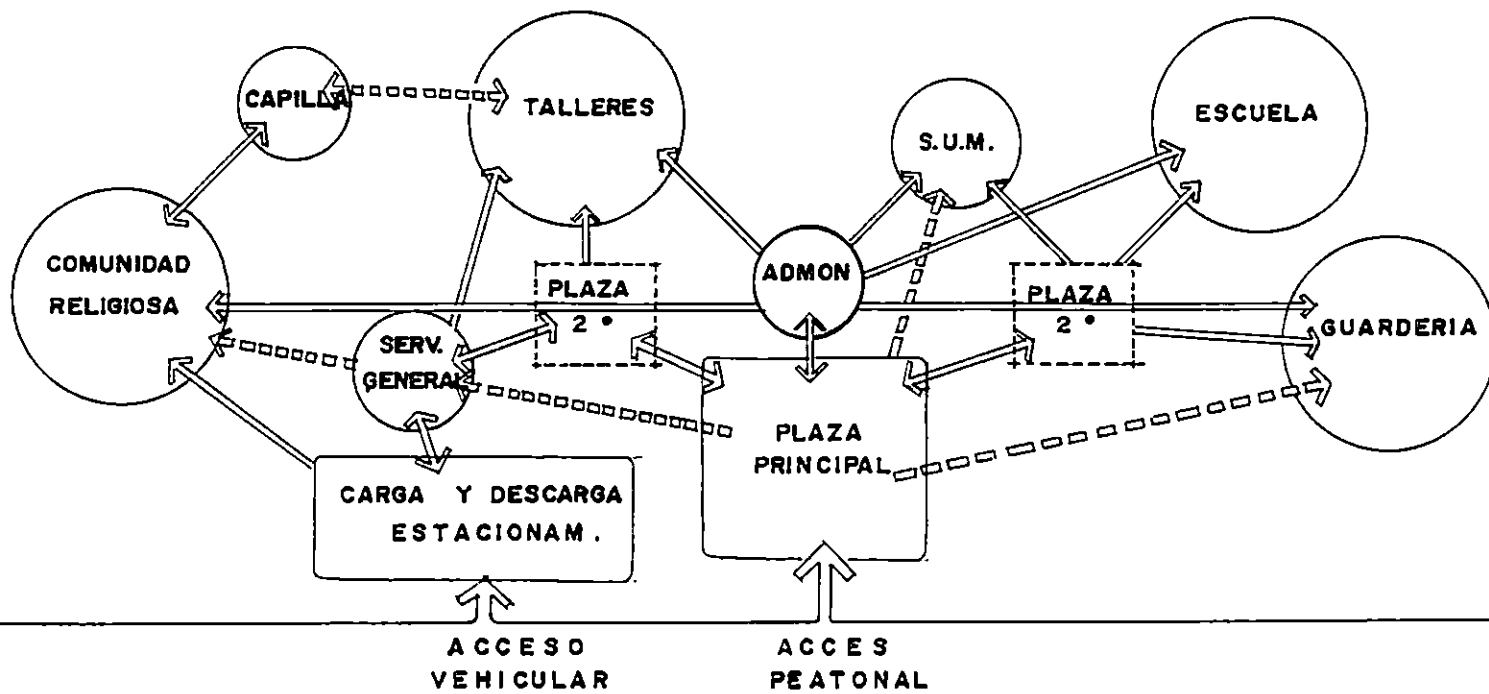 CAPILLA
TALLERES
S.U.M.
ESCUELA
COMUNIDAD
RELIGIOSA
SERV.
GENERAL
PLAZA
2°
ADMON
PLAZA
2°
GUARDERIA
PLAZA
PRINCIPAL
CARGA Y DESCARGA
ESTACIONAM.
ACCESO
VEHICULAR
ACCES
PEATONAL